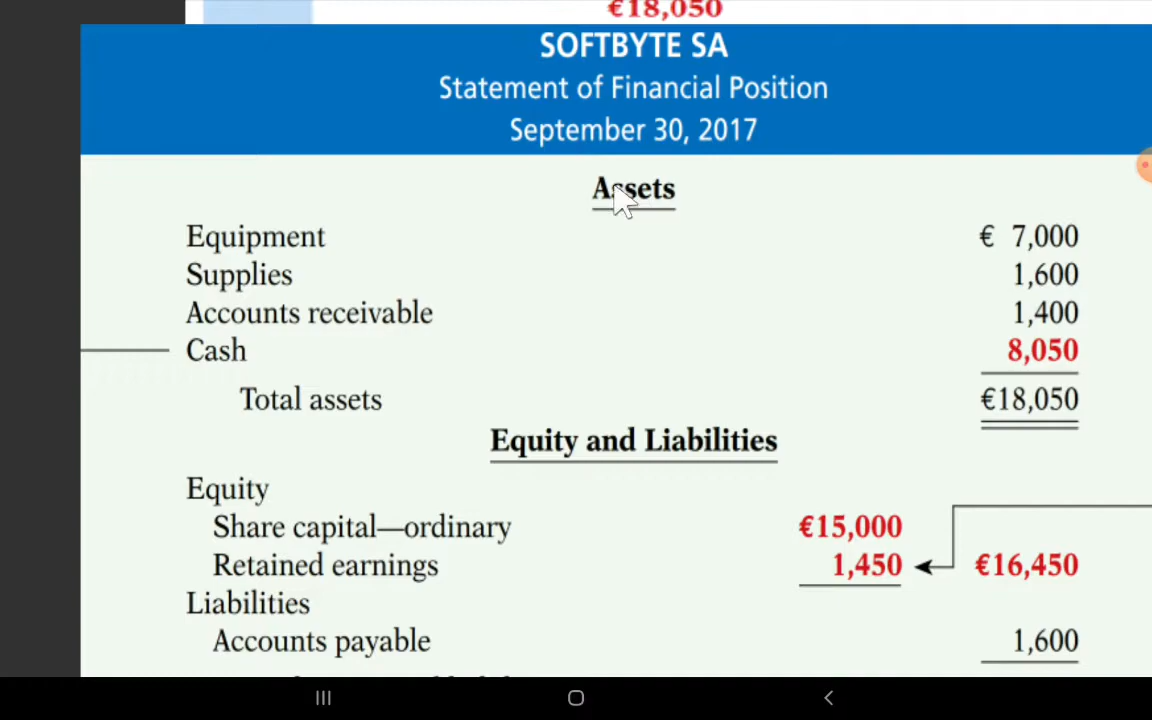 €18,050
SOFTBYTE SA
Statement of Financial Position
September 30, 2017
Assets
Equipment € 7,000
Supplies 1,600
Accounts receivable 1,400
Cash 8,050
Total assets €18,050
Equity and Liabilities
Equity
Share capital—ordinary €15,000
Retained earnings 1,450 €16,450
Liabilities
Accounts payable 1,600